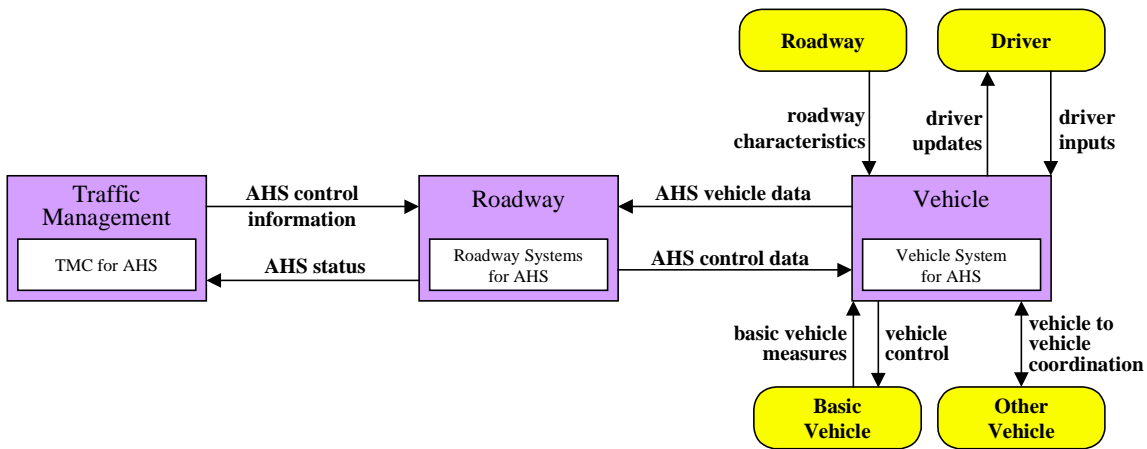 Roadway
Driver
roadway
characteristics
driver
updates
driver
inputs
Traffic
Management
TMC for AHS
AHS control
information
AHS status
Roadway
Roadway Systems
for AHS
AHS vehicle data
AHS control data
Vehicle
Vehicle System
for AHS
basic vehicle
measures
vehicle
control
vehicle to
vehicle
coordination
Basic
Vehicle
Other
Vehicle